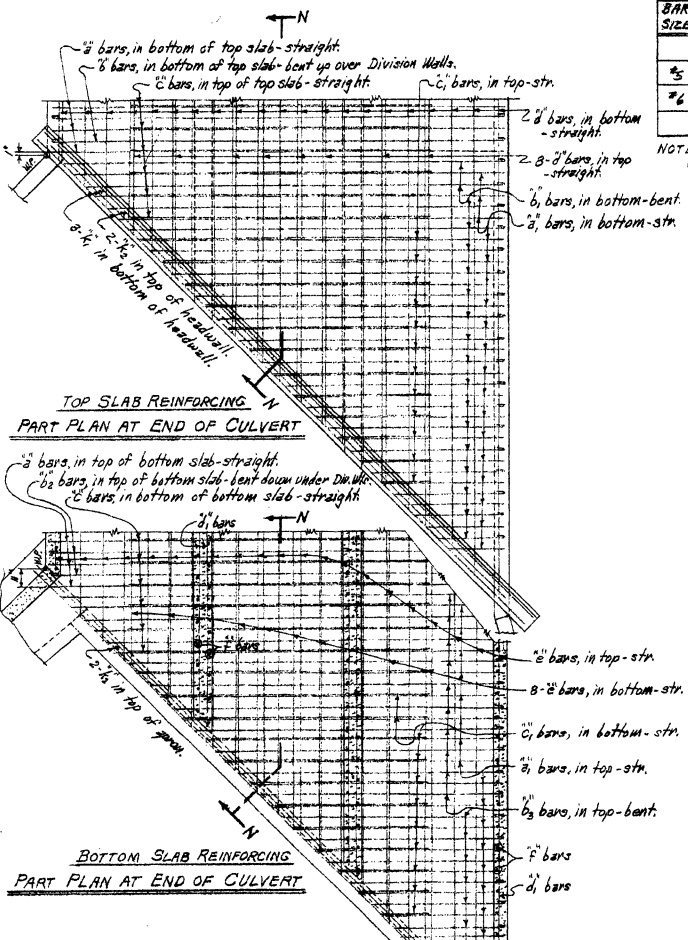 N
"a" bars, in bottom of top slab-straight.
"b" bars, in bottom of top slab-bent up over Division Walls.
"c" bars, in top of top slab-straight.
"c₁" bars, in top-str.
"d" bars, in bottom
-straight.
8-"d" bars, in top
-straight.
"b₁" bars, in bottom-bent.
"a₁" bars, in bottom-str.
BAR
SIZE
#5
#6
NOTE
1"
W.P.
2-"k₂" in top of headwall.
3-"k₁" in bottom of headwall.
N
TOP SLAB REINFORCING
PART PLAN AT END OF CULVERT
"a" bars, in top of bottom slab-straight.
"b₂" bars, in top of bottom slab-bent down under Div. Wls.
"c" bars, in bottom of bottom slab-straight.
"d₁" bars
N
W.P.
"f" bars
2-"k₃" in top of apron.
"e" bars, in top-str.
8-"e" bars, in bottom-str.
"c₁" bars, in bottom-str.
"a₁" bars, in top-str.
"b₃" bars, in top-bent.
"f" bars
"d₁" bars
N
BOTTOM SLAB REINFORCING
PART PLAN AT END OF CULVERT